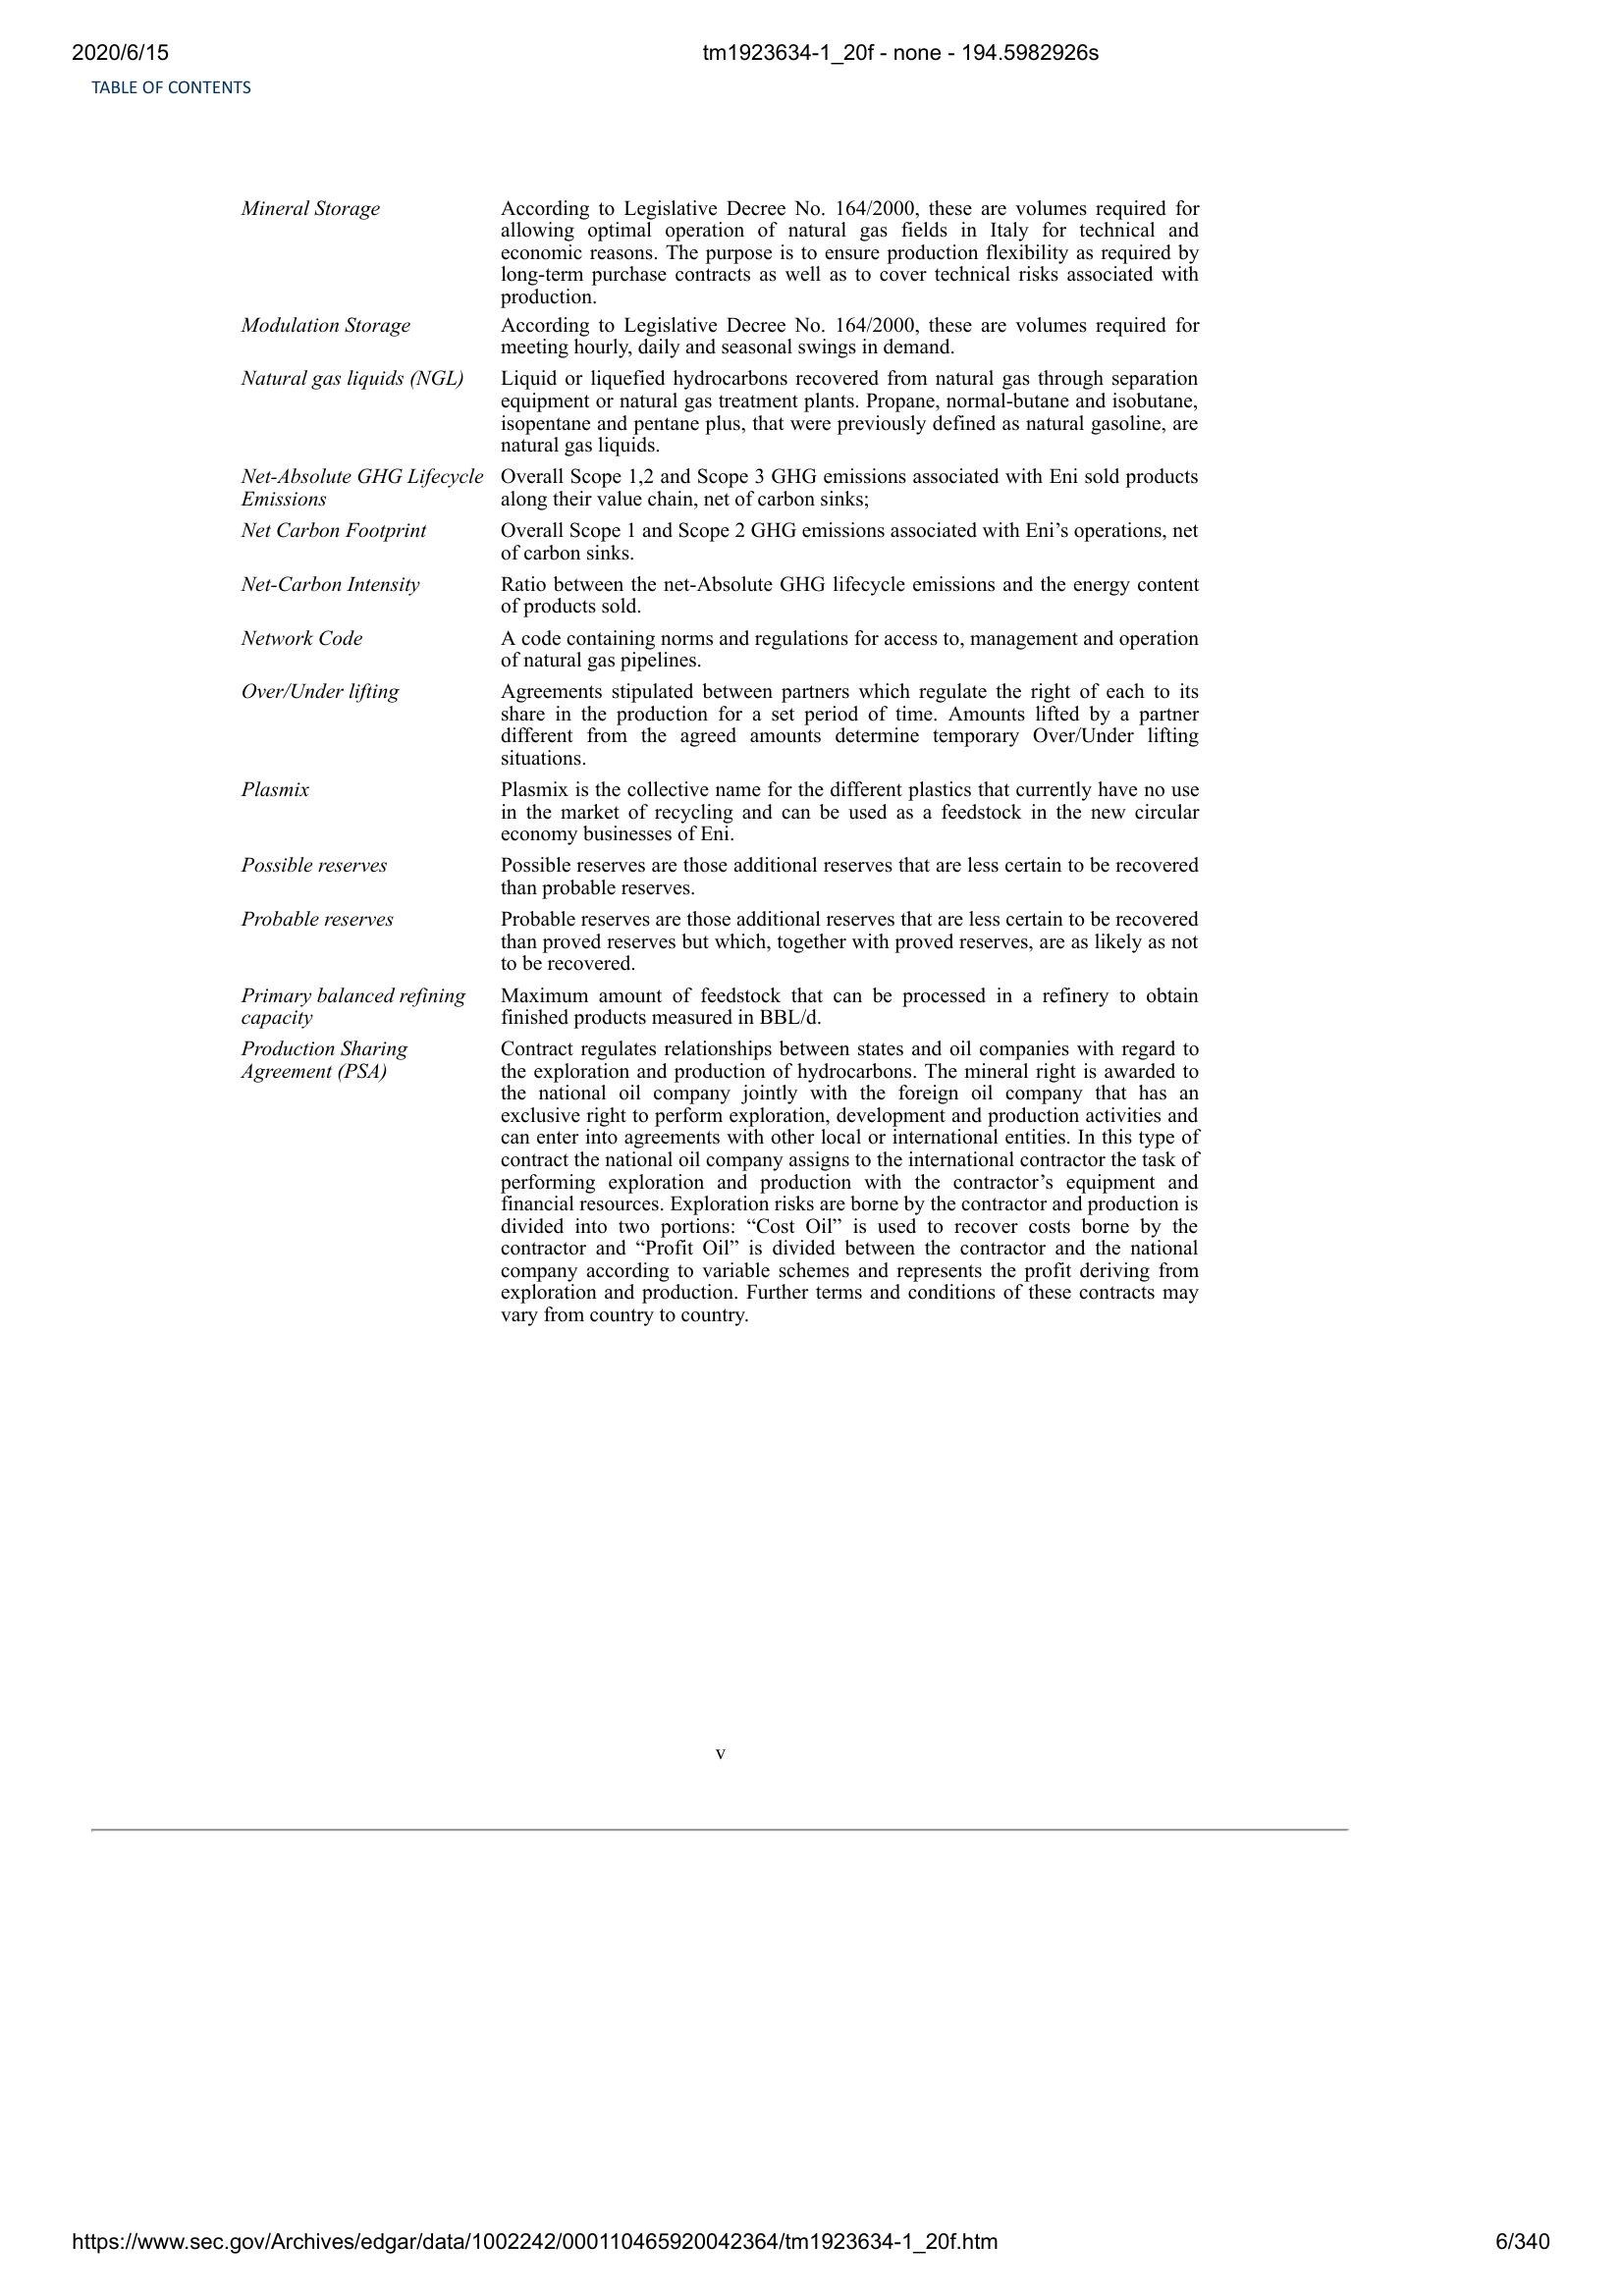 2020/6/15 tm1923634-1_20f - none - 194.5982926s
TABLE OF CONTENTS
Mineral Storage According to Legislative Decree No. 164/2000, these are volumes required for
allowing optimal operation of natural gas fields in Italy for technical and
economic reasons. The purpose is to ensure production flexibility as required by
long-term purchase contracts as well as to cover technical risks associated with
production.
Modulation Storage According to Legislative Decree No. 164/2000, these are volumes required for
meeting hourly, daily and seasonal swings in demand.
Natural gas liquids (NGL) Liquid or liquefied hydrocarbons recovered from natural gas through separation
equipment or natural gas treatment plants. Propane, normal-butane and isobutane,
isopentane and pentane plus, that were previously defined as natural gasoline, are
natural gas liquids.
Net-Absolute GHG Lifecycle Overall Scope 1,2 and Scope 3 GHG emissions associated with Eni sold products
Emissions along their value chain, net of carbon sinks;
Net Carbon Footprint Overall Scope 1 and Scope 2 GHG emissions associated with Eni’s operations, net
of carbon sinks.
Net-Carbon Intensity Ratio between the net-Absolute GHG lifecycle emissions and the energy content
of products sold.
Network Code A code containing norms and regulations for access to, management and operation
of natural gas pipelines.
Over/Under lifting Agreements stipulated between partners which regulate the right of each to its
share in the production for a set period of time. Amounts lifted by a partner
different from the agreed amounts determine temporary Over/Under lifting
situations.
Plasmix Plasmix is the collective name for the different plastics that currently have no use
in the market of recycling and can be used as a feedstock in the new circular
economy businesses of Eni.
Possible reserves Possible reserves are those additional reserves that are less certain to be recovered
than probable reserves.
Probable reserves Probable reserves are those additional reserves that are less certain to be recovered
than proved reserves but which, together with proved reserves, are as likely as not
to be recovered.
Primary balanced refining Maximum amount of feedstock that can be processed in a refinery to obtain
capacity finished products measured in BBL/d.
Production Sharing Contract regulates relationships between states and oil companies with regard to
Agreement (PSA) the exploration and production of hydrocarbons. The mineral right is awarded to
the national oil company jointly with the foreign oil company that has an
exclusive right to perform exploration, development and production activities and
can enter into agreements with other local or international entities. In this type of
contract the national oil company assigns to the international contractor the task of
performing exploration and production with the contractor’s equipment and
financial resources. Exploration risks are borne by the contractor and production is
divided into two portions: “Cost Oil” is used to recover costs borne by the
contractor and “Profit Oil” is divided between the contractor and the national
company according to variable schemes and represents the profit deriving from
exploration and production. Further terms and conditions of these contracts may
vary from country to country.
v
https://www.sec.gov/Archives/edgar/data/1002242/000110465920042364/tm1923634-1_20f.htm 6/340